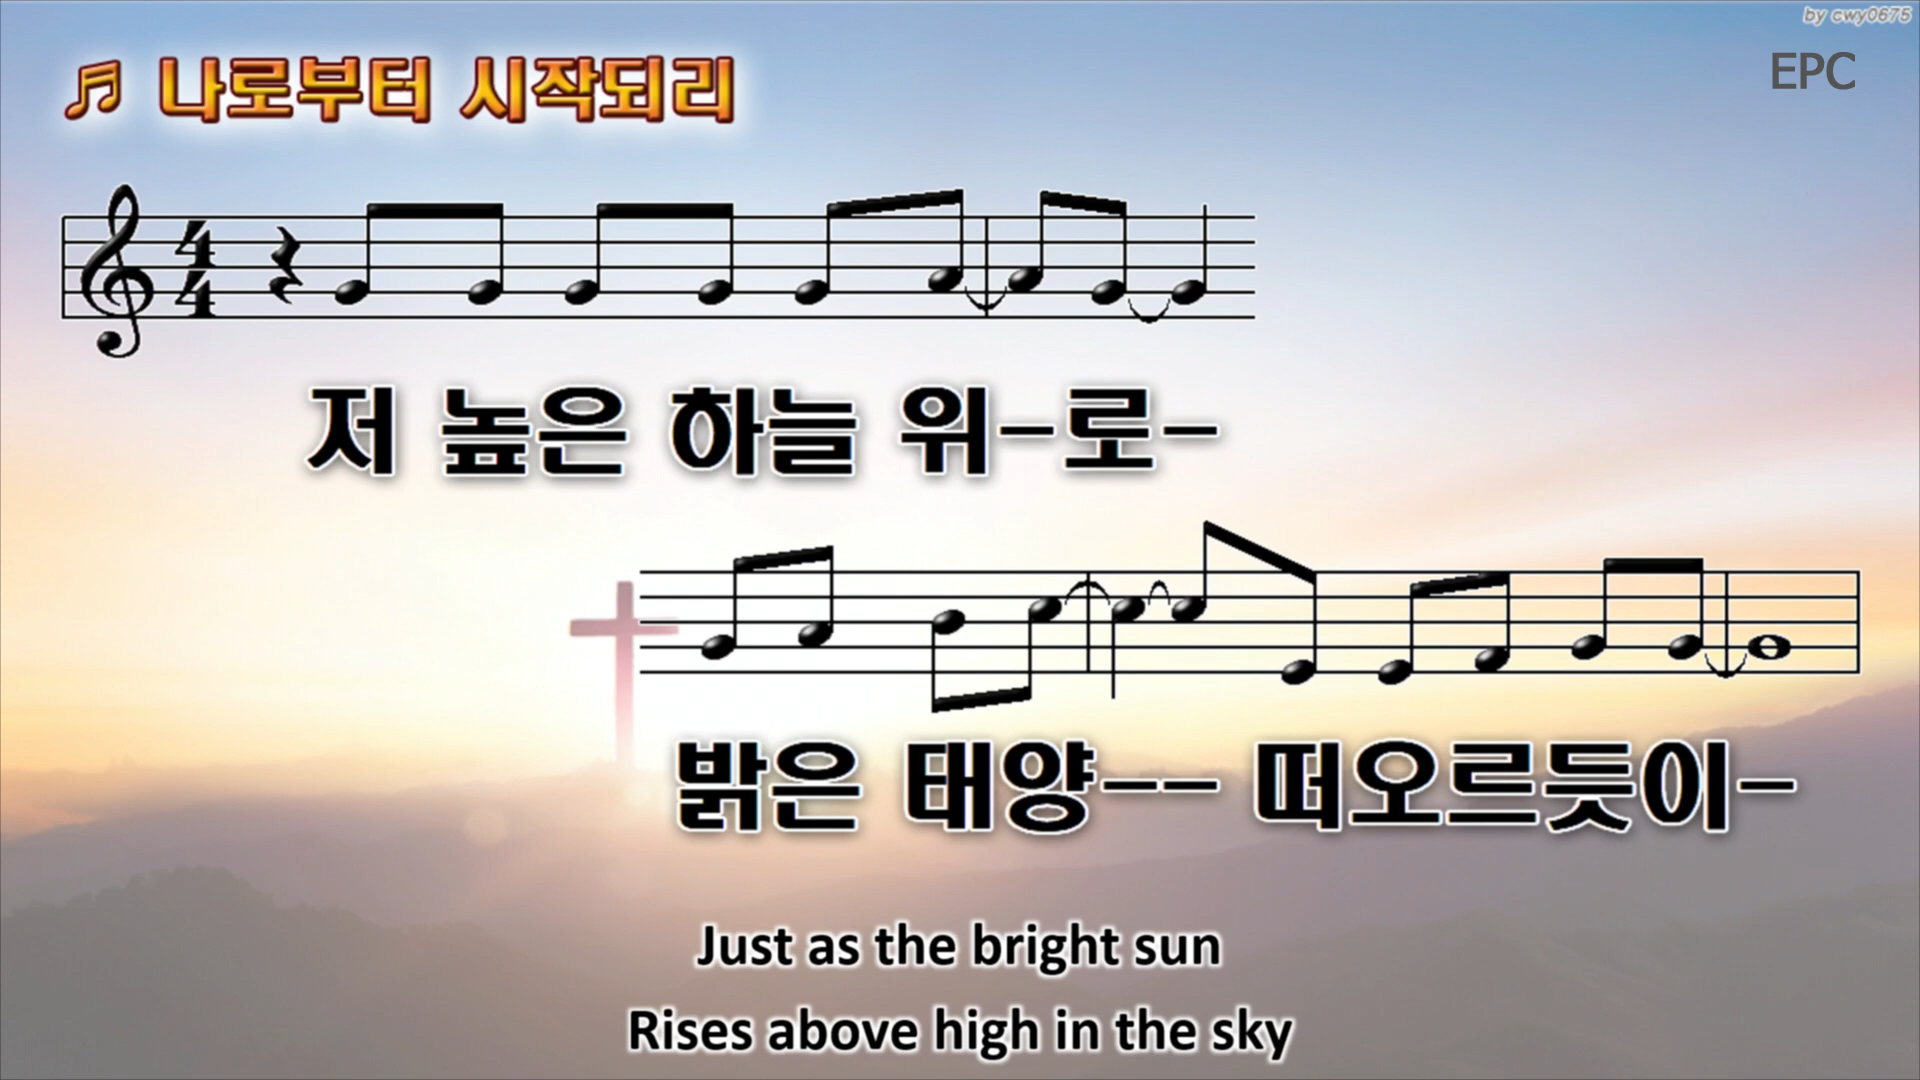 by cwy0675
EPC
♬ 나로부터 시작되리
4/4
저 높은 하늘 위-로-
밝은 태양-- 떠오르듯이-
Just as the bright sun
Rises above high in the sky